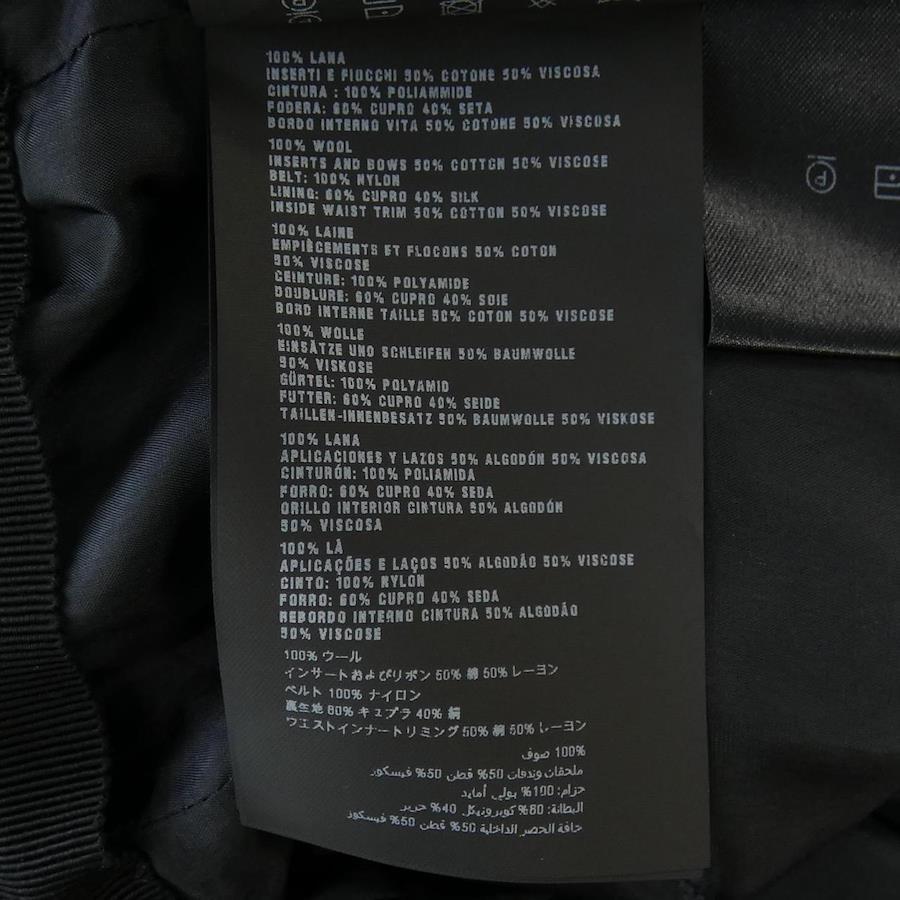 100% LANA
INSERTI E FIOCCHI 50% COTONE 50% VISCOSA
CINTURA : 100% POLIAMMIDE
FODERA: 60% CUPRO 40% SETA
BORDO INTERNO VITA 50% COTONE 50% VISCOSA
100% WOOL
INSERTS AND BOWS 50% COTTON 50% VISCOSE
BELT: 100% NYLON
LINING: 60% CUPRO 40% SILK
INSIDE WAIST TRIM 50% COTTON 50% VISCOSE
100% LAINE
EMPIÈCEMENTS ET FLOCONS 50% COTON
50% VISCOSE
CEINTURE: 100% POLYAMIDE
DOUBLURE: 60% CUPRO 40% SOIE
BORD INTERNE TAILLE 50% COTON 50% VISCOSE
100% WOLLE
EINSÄTZE UND SCHLEIFEN 50% BAUMWOLLE
50% VISKOSE
GÜRTEL: 100% POLYAMID
FUTTER: 60% CUPRO 40% SEIDE
TAILLEN-INNENBESATZ 50% BAUMWOLLE 50% VISKOSE
100% LANA
APLICACIONES Y LAZOS 50% ALGODÓN 50% VISCOSA
CINTURÓN: 100% POLIAMIDA
FORRO: 60% CUPRO 40% SEDA
ORILLO INTERIOR CINTURA 50% ALGODÓN
50% VISCOSA
100% LÃ
APLICAÇÕES E LAÇOS 50% ALGODÃO 50% VISCOSE
CINTO: 100% NYLON
FORRO: 60% CUPRO 40% SEDA
REBORDO INTERNO CINTURA 50% ALGODÃO
50% VISCOSE
100% ウール
インサートおよびリボン 50% 綿 50% レーヨン
ベルト 100% ナイロン
裏生地 60% キュプラ 40% 絹
ウエストインナートリミング 50% 綿 50% レーヨン
100% صوف
ملحقات وندفات 50% قطن 50% فيسكوز
حزام: 100% بولي أمايد
البطانة: 60% كوبرونيكل 40% حرير
حافة الخصر الداخلية 50% قطن 50% فيسكوز
P